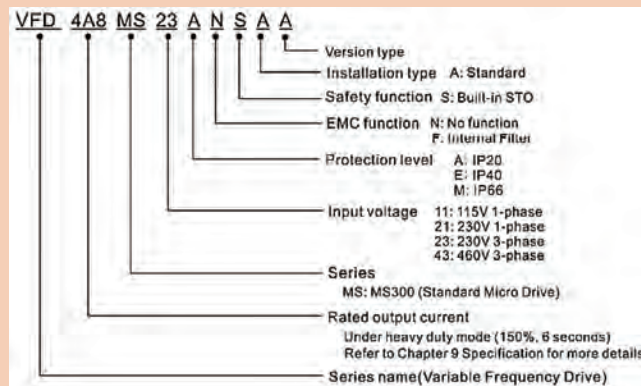 VFD 4A8 MS 23 A N S A A
Version type
Installation type A: Standard
Safety function S: Built-in STO
EMC function N: No function
F: Internal Filter
Protection level A: IP20
E: IP40
M: IP66
Input voltage 11: 115V 1-phase
21: 230V 1-phase
23: 230V 3-phase
43: 460V 3-phase
Series
MS: MS300 (Standard Micro Drive)
Rated output current
Under heavy duty mode (150%, 6 seconds)
Refer to Chapter 9 Specification for more details
Series name(Variable Frequency Drive)